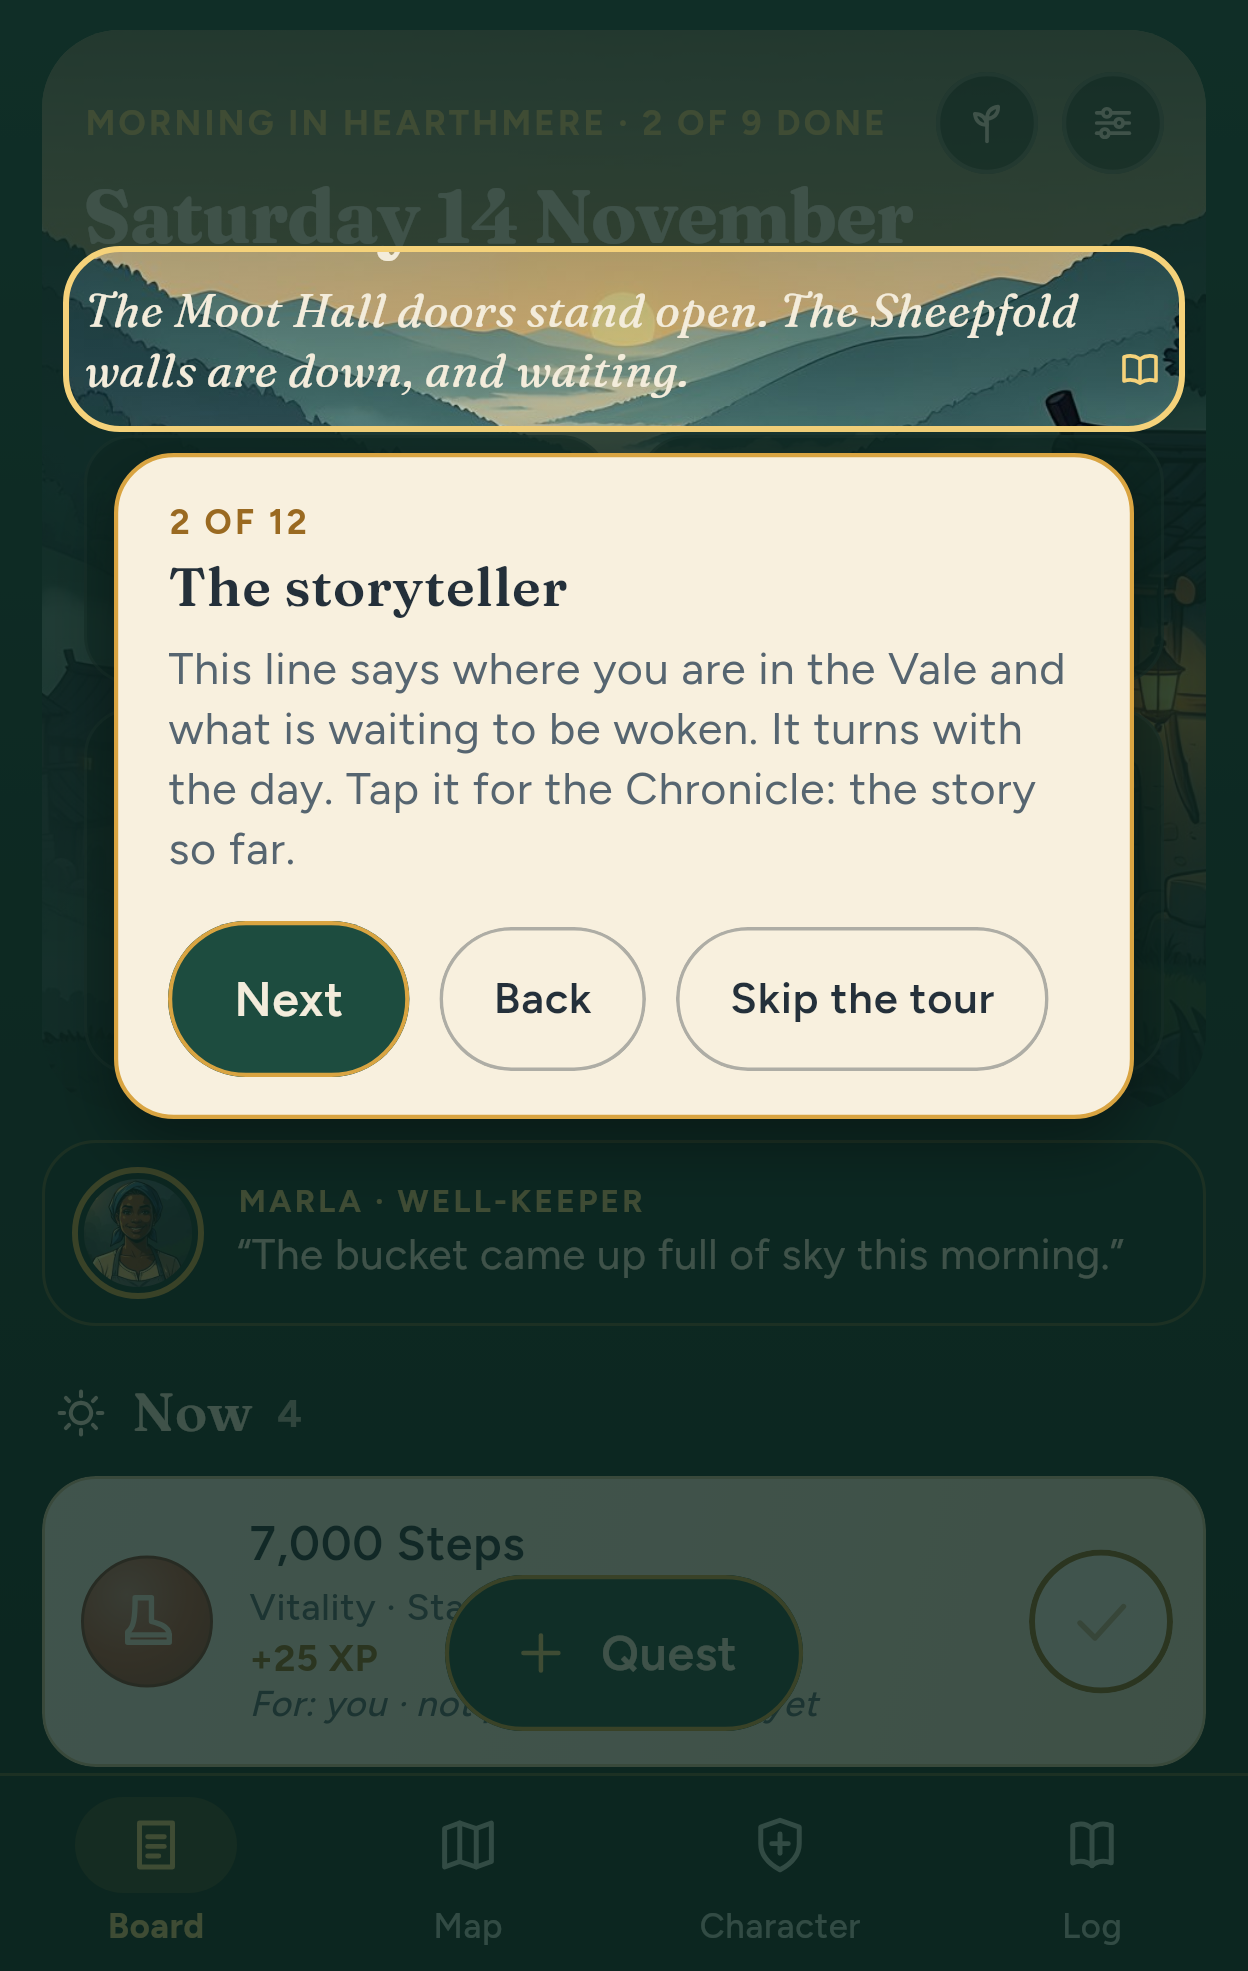 MORNING IN HEARTHMERE · 2 OF 9 DONE
Saturday 14 November
The Moot Hall doors stand open. The Sheepfold
walls are down, and waiting.
2 OF 12
The storyteller
This line says where you are in the Vale and
what is waiting to be woken. It turns with
the day. Tap it for the Chronicle: the story
so far.
Next
Back
Skip the tour
MARLA · WELL-KEEPER
“The bucket came up full of sky this morning.”
Now 4
7,000 Steps
Vitality ·
+25 XP
For: you · not yet
Quest
Board
Map
Character
Log